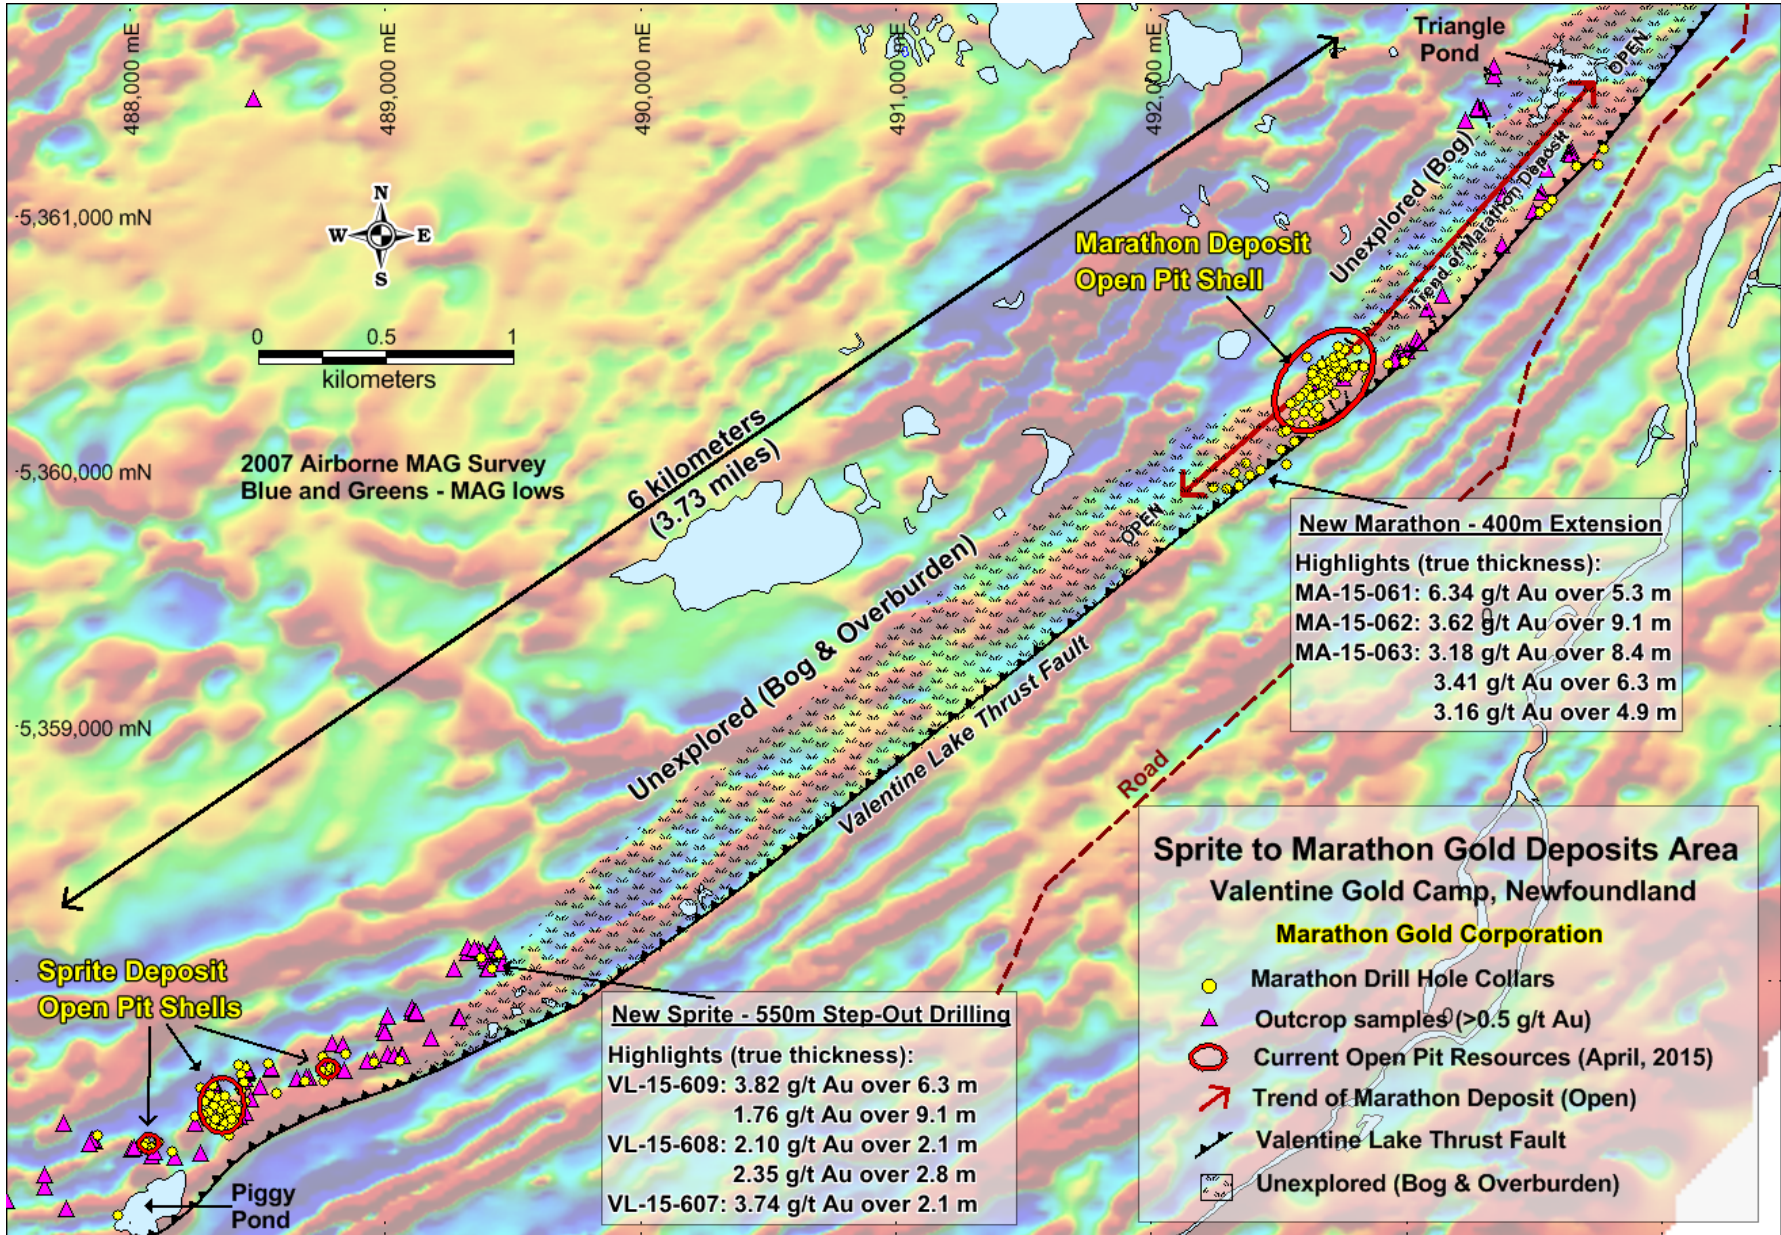 488,000 mE
489,000 mE
490,000 mE
491,000 mE
492,000 mE
Triangle
Pond
OPEN
5,361,000 mN
N
W
E
S
Unexplored (Bog)
Trend of Marathon Deposit
Marathon Deposit
Open Pit Shell
0
0.5
1
kilometers
2007 Airborne MAG Survey
Blue and Greens - MAG lows
6 kilometers
(3.73 miles)
5,360,000 mN
OPEN
New Marathon - 400m Extension
Highlights (true thickness):
MA-15-061: 6.34 g/t Au over 5.3 m
MA-15-062: 3.62 g/t Au over 9.1 m
MA-15-063: 3.18 g/t Au over 8.4 m
3.41 g/t Au over 6.3 m
3.16 g/t Au over 4.9 m
Unexplored (Bog & Overburden)
Valentine Lake Thrust Fault
5,359,000 mN
Road
Sprite to Marathon Gold Deposits Area
Valentine Gold Camp, Newfoundland
Marathon Gold Corporation
Marathon Drill Hole Collars
Outcrop samples (>0.5 g/t Au)
Current Open Pit Resources (April, 2015)
Trend of Marathon Deposit (Open)
Valentine Lake Thrust Fault
Unexplored (Bog & Overburden)
Sprite Deposit
Open Pit Shells
New Sprite - 550m Step-Out Drilling
Highlights (true thickness):
VL-15-609: 3.82 g/t Au over 6.3 m
1.76 g/t Au over 9.1 m
VL-15-608: 2.10 g/t Au over 2.1 m
2.35 g/t Au over 2.8 m
VL-15-607: 3.74 g/t Au over 2.1 m
Piggy
Pond